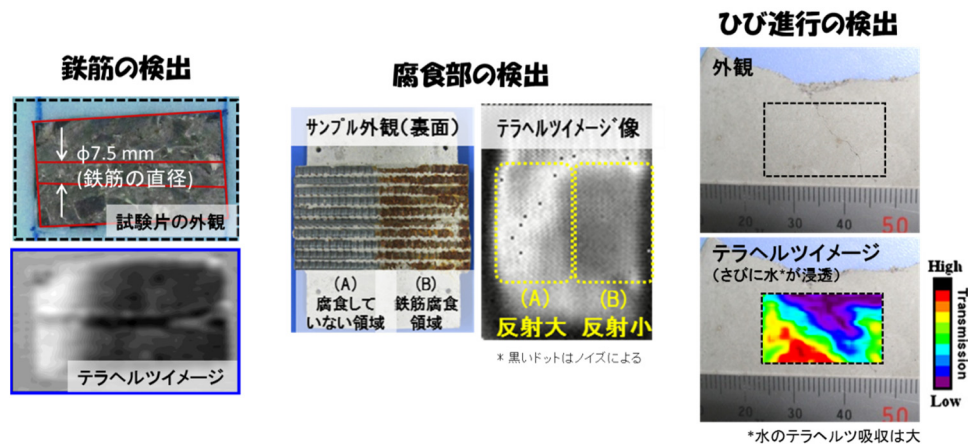 鉄筋の検出
φ7.5 mm
(鉄筋の直径)
試験片の外観
テラヘルツイメージ
腐食部の検出
サンプル外観(裏面)
(A)
腐食して
いない領域
(B)
鉄筋腐食
領域
テラヘルツイメージ像
(A)
反射大
(B)
反射小
* 黒いドットはノイズによる
ひび進行の検出
外観
20
30
40
50
テラヘルツイメージ
(さびに水*が浸透)
High
Transmission
Low
20
30
40
50
*水のテラヘルツ吸収は大